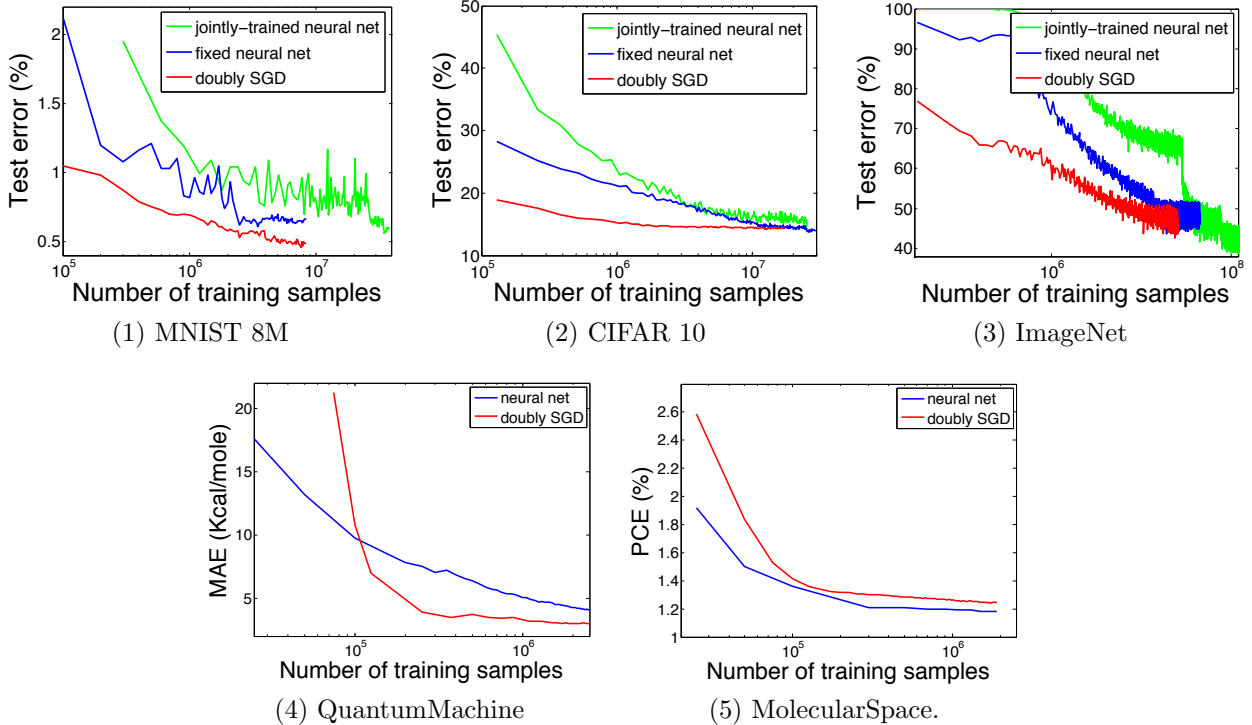 Test error (%)
2
1.5
1
0.5
10^5
10^6
10^7
Number of training samples
jointly-trained neural net
fixed neural net
doubly SGD
(1) MNIST 8M
Test error (%)
50
40
30
20
10
10^5
10^6
10^7
Number of training samples
jointly-trained neural net
fixed neural net
doubly SGD
(2) CIFAR 10
Test error (%)
100
90
80
70
60
50
40
10^6
10^8
Number of training samples
jointly-trained neural net
fixed neural net
doubly SGD
(3) ImageNet
MAE (Kcal/mole)
20
15
10
5
10^5
10^6
Number of training samples
neural net
doubly SGD
(4) QuantumMachine
PCE (%)
2.6
2.4
2.2
2
1.8
1.6
1.4
1.2
1
10^5
10^6
Number of training samples
neural net
doubly SGD
(5) MolecularSpace.